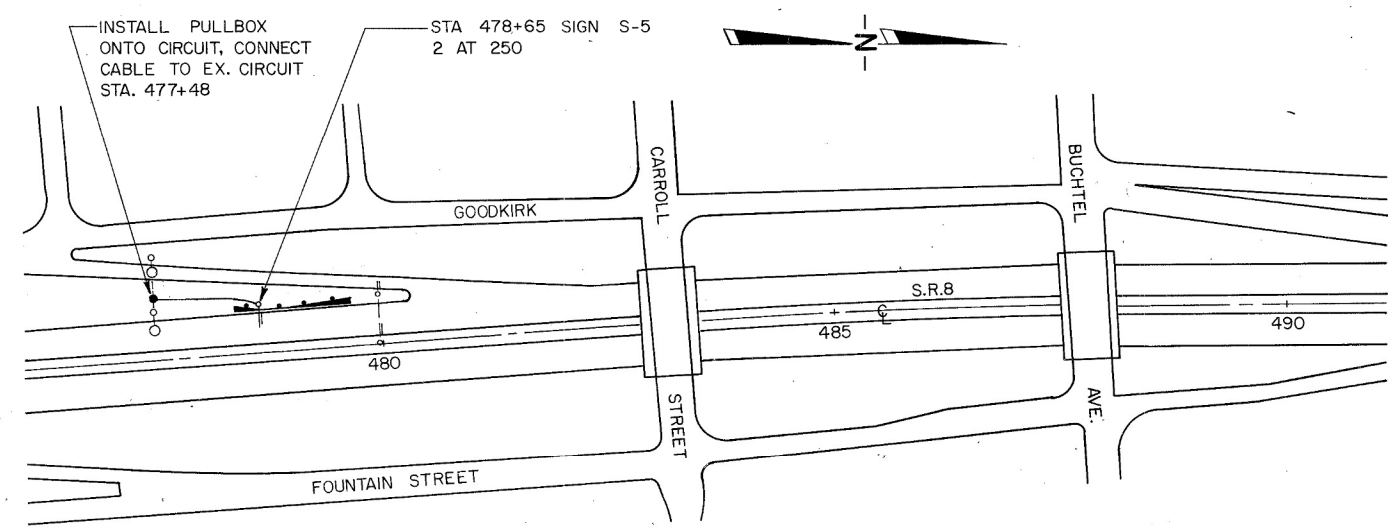 INSTALL PULLBOX
ONTO CIRCUIT, CONNECT
CABLE TO EX. CIRCUIT
STA. 477+48
STA 478+65 SIGN S-5
2 AT 250
N
CARROLL
STREET
BUCHTEL
AVE.
GOODKIRK
S.R.8
480
485
℄
490
FOUNTAIN STREET